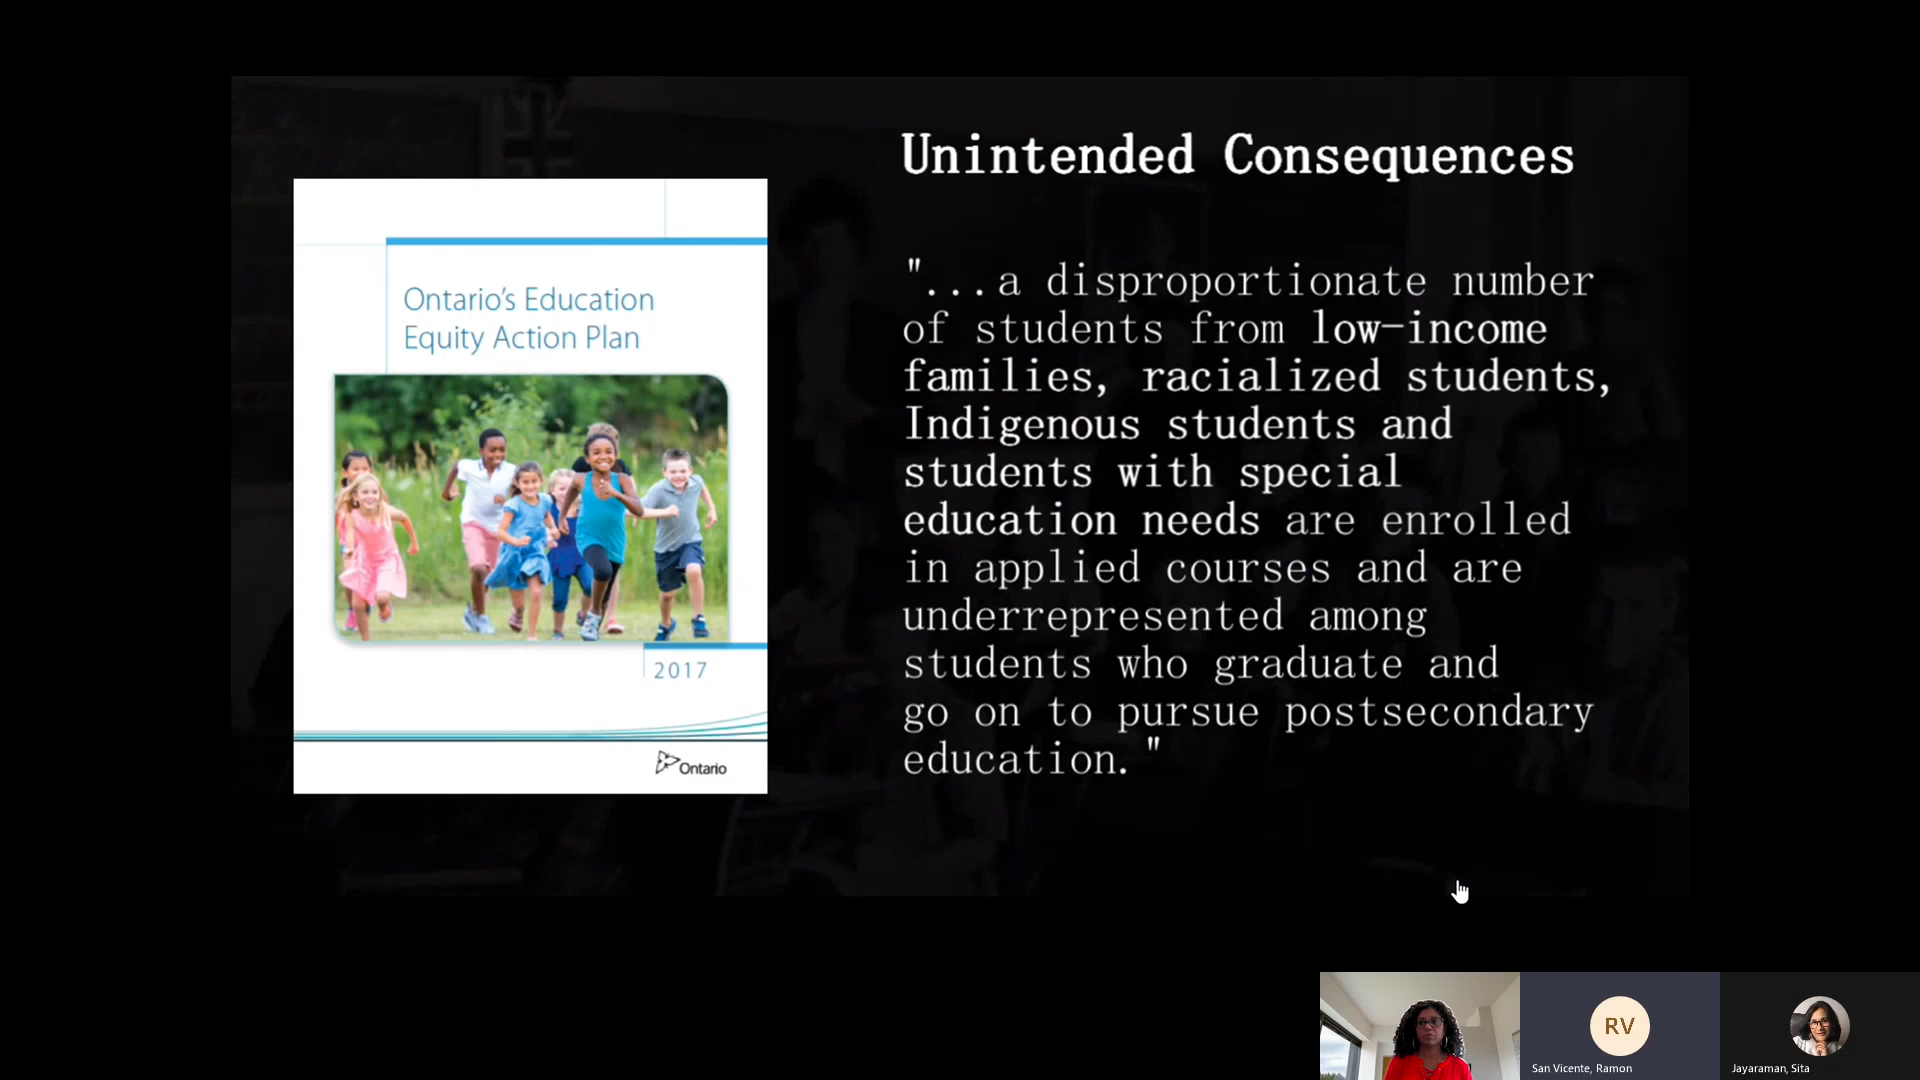 Unintended Consequences
Ontario's Education
Equity Action Plan
2017
Ontario
"...a disproportionate number
of students from low-income
families, racialized students,
Indigenous students and
students with special
education needs are enrolled
in applied courses and are
underrepresented among
students who graduate and
go on to pursue postsecondary
education."
RV
San Vicente, Ramon
Jayaraman, Sita